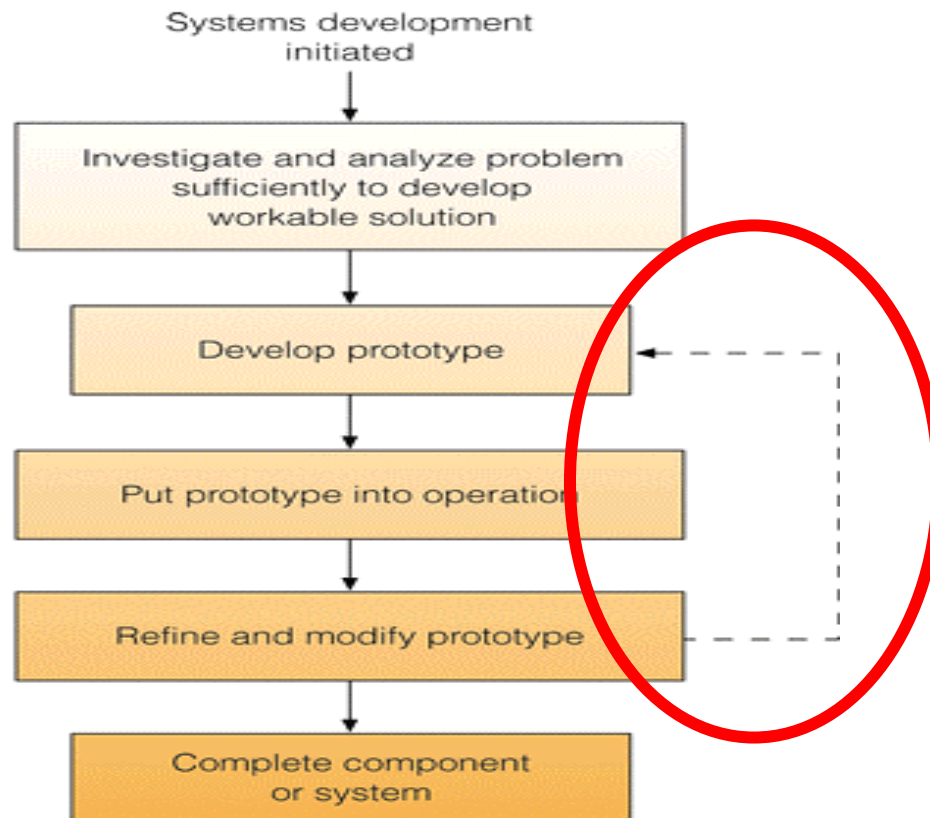 Systems development
initiated
Investigate and analyze problem
sufficiently to develop
workable solution
Develop prototype
Put prototype into operation
Refine and modify prototype
Complete component
or system